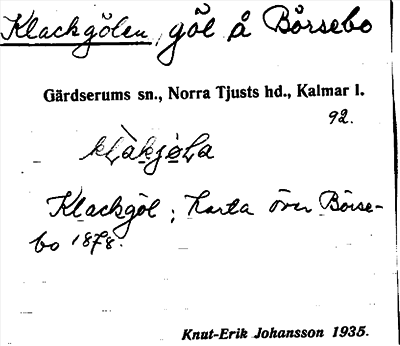 Klackgölen, göl å Börsebo
Gärdserums sn., Norra Tjusts hd., Kalmar l.
92.
Klackgöl; karta över Börse-
bo 1878.
Knut-Erik Johansson 1935.